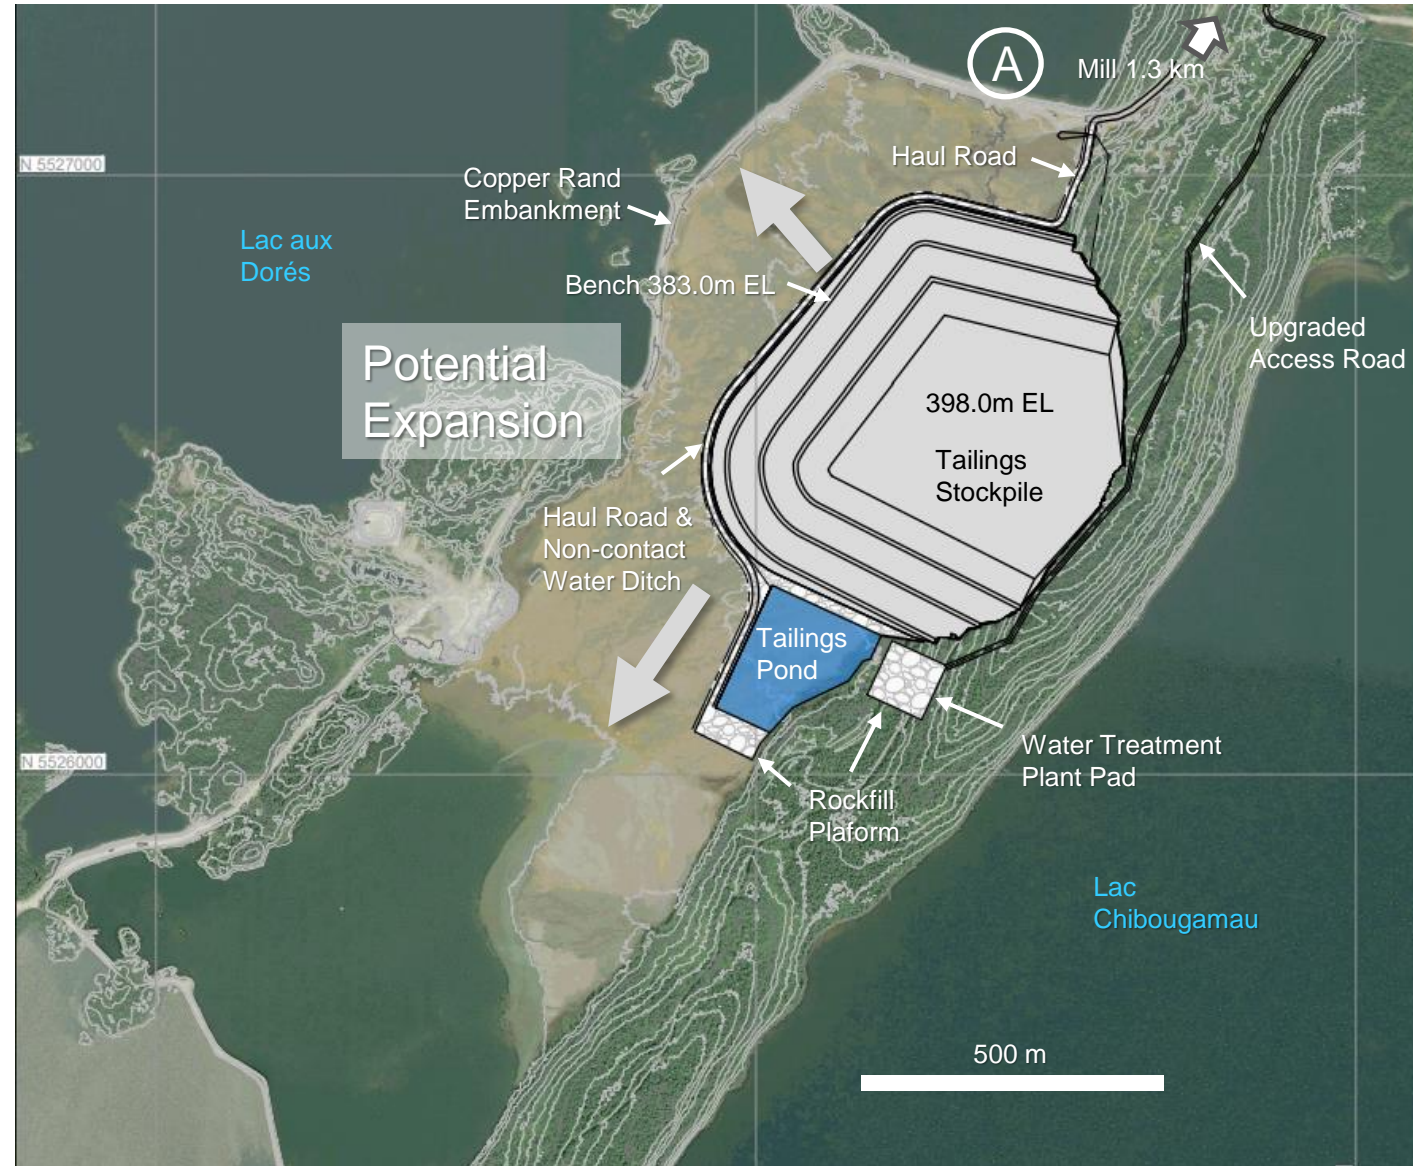 A
Mill 1.3 km
Haul Road
N 5527000
Copper Rand
Embankment
Lac aux
Dorés
Bench 383.0m EL
Upgraded
Access Road
Potential
Expansion
398.0m EL
Tailings
Stockpile
Haul Road &
Non-contact
Water Ditch
Tailings
Pond
N 5526000
Water Treatment
Plant Pad
Rockfill
Plaform
Lac
Chibougamau
500 m